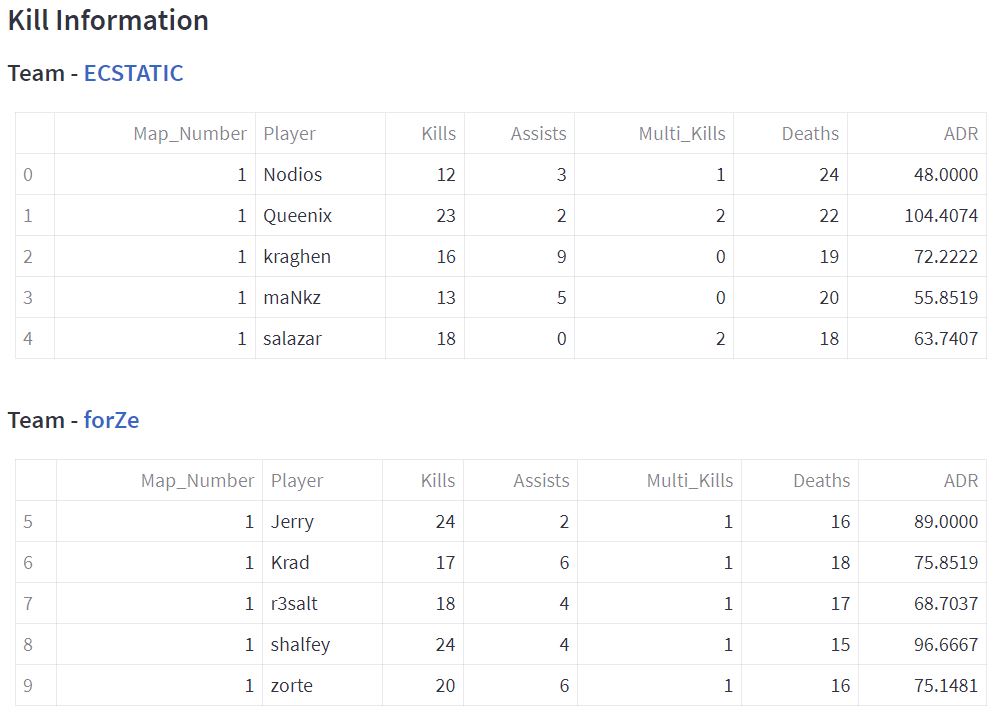 Kill Information
Team - ECSTATIC
Map_Number Player Kills Assists Multi_Kills Deaths ADR
0 1 Nodios 12 3 1 24 48.0000
1 1 Queenix 23 2 2 22 104.4074
2 1 kraghen 16 9 0 19 72.2222
3 1 maNkz 13 5 0 20 55.8519
4 1 salazar 18 0 2 18 63.7407
Team - forZe
Map_Number Player Kills Assists Multi_Kills Deaths ADR
5 1 Jerry 24 2 1 16 89.0000
6 1 Krad 17 6 1 18 75.8519
7 1 r3salt 18 4 1 17 68.7037
8 1 shalfey 24 4 1 15 96.6667
9 1 zorte 20 6 1 16 75.1481